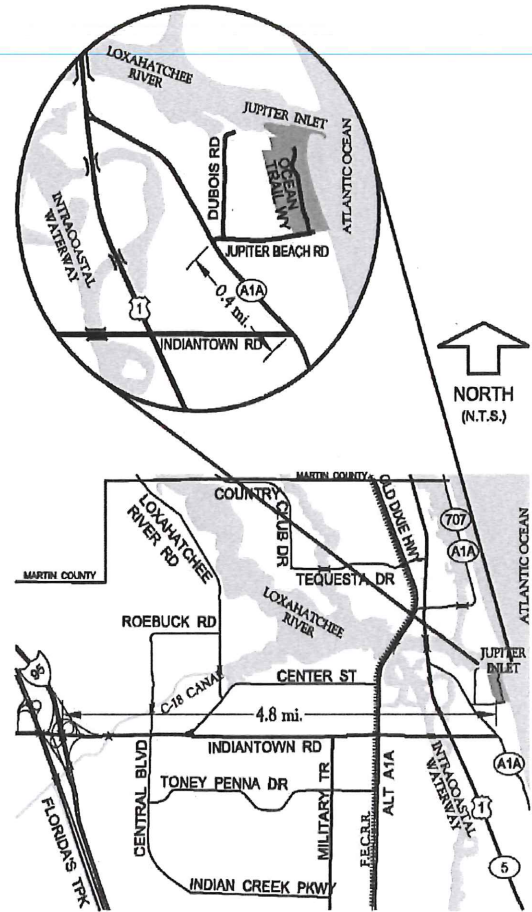 LOXAHATCHEE
RIVER
JUPITER INLET
DUBOIS RD
OCEAN
TRAIL WY
ATLANTIC OCEAN
INTRACOASTAL
WATERWAY
JUPITER BEACH RD
A1A
0.4 mi.
1
INDIANTOWN RD
NORTH
(N.T.S.)
MARTIN COUNTY
COUNTRY
CLUB DR
OLD DIXIE HWY
LOXAHATCHEE
RIVER RD
707
A1A
MARTIN COUNTY
TEQUESTA DR
ATLANTIC OCEAN
ROEBUCK RD
LOXAHATCHEE
RIVER
JUPITER
INLET
95
C-18 CANAL
CENTER ST
4.8 mi.
INDIANTOWN RD
A1A
CENTRAL BLVD
TONEY PENNA DR
MILITARY TR
ALT A1A
F.E.C.R.R.
INTRACOASTAL
WATERWAY
1
FLORIDA'S TPK
5
INDIAN CREEK PKWY